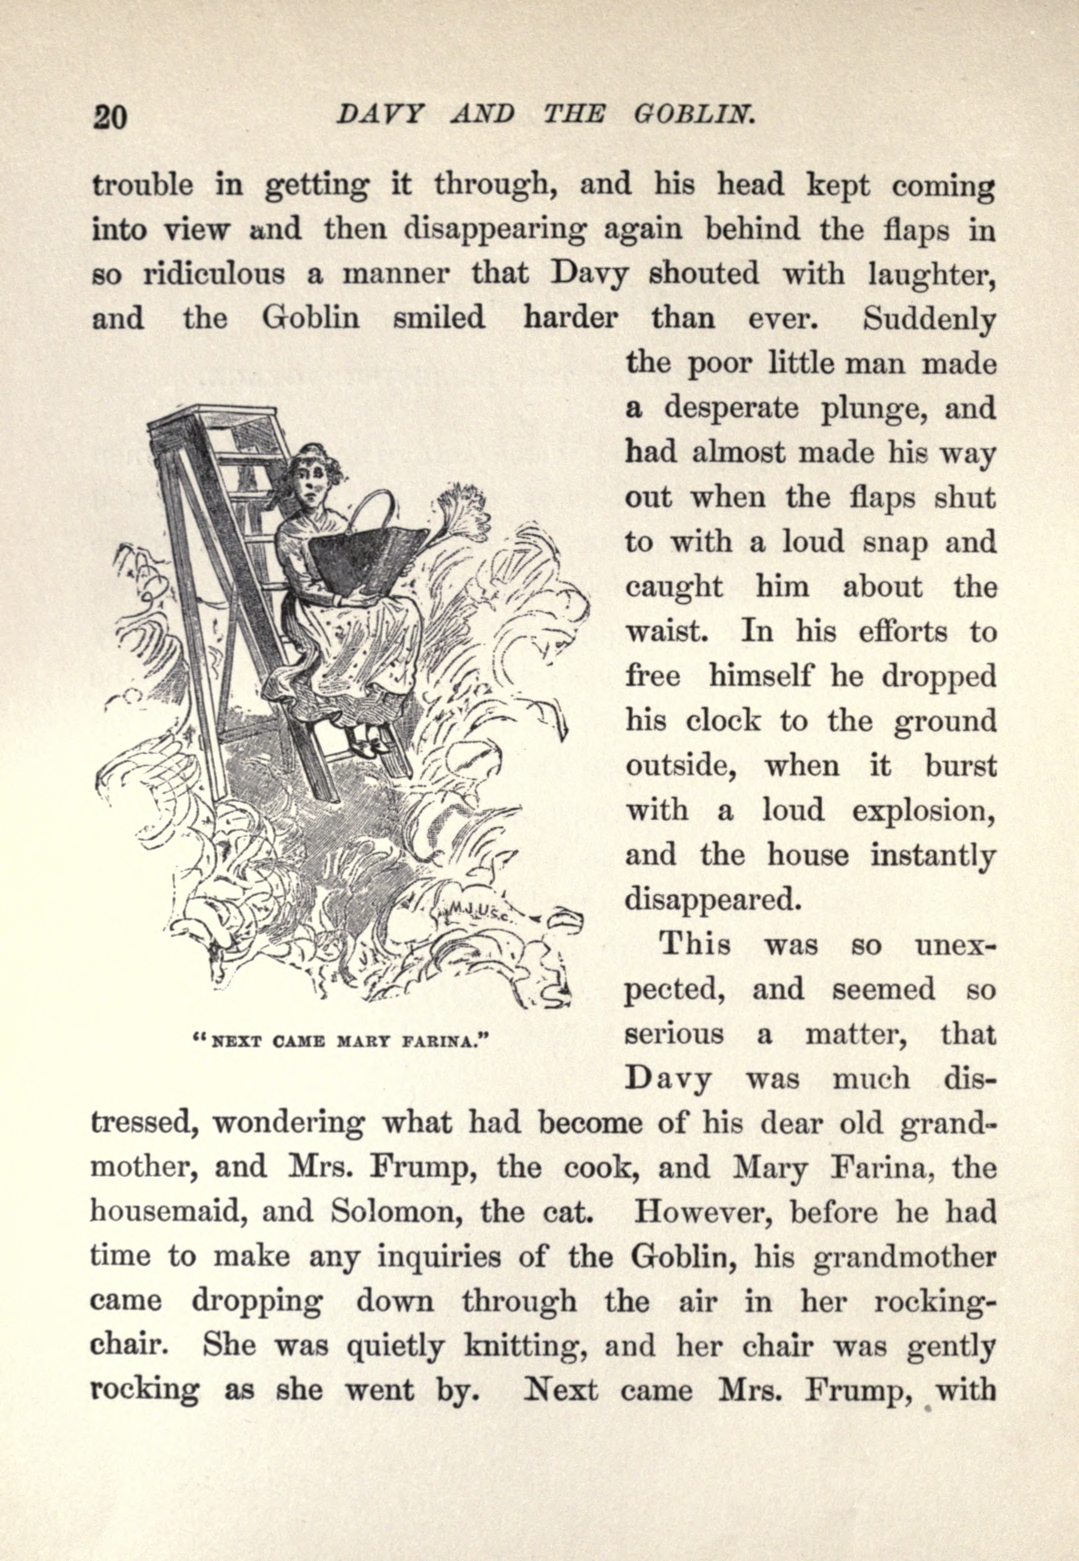 20 DAVY AND THE GOBLIN.
trouble in getting it through, and his head kept coming
into view and then disappearing again behind the flaps in
so ridiculous a manner that Davy shouted with laughter,
and the Goblin smiled harder than ever. Suddenly
the poor little man made
a desperate plunge, and
had almost made his way
out when the flaps shut
to with a loud snap and
caught him about the
waist. In his efforts to
free himself he dropped
his clock to the ground
outside, when it burst
with a loud explosion,
and the house instantly
disappeared.
This was so unex-
pected, and seemed so
serious a matter, that
Davy was much dis-
M.J.U.Sc.
"NEXT CAME MARY FARINA."
tressed, wondering what had become of his dear old grand-
mother, and Mrs. Frump, the cook, and Mary Farina, the
housemaid, and Solomon, the cat. However, before he had
time to make any inquiries of the Goblin, his grandmother
came dropping down through the air in her rocking-
chair. She was quietly knitting, and her chair was gently
rocking as she went by. Next came Mrs. Frump, with